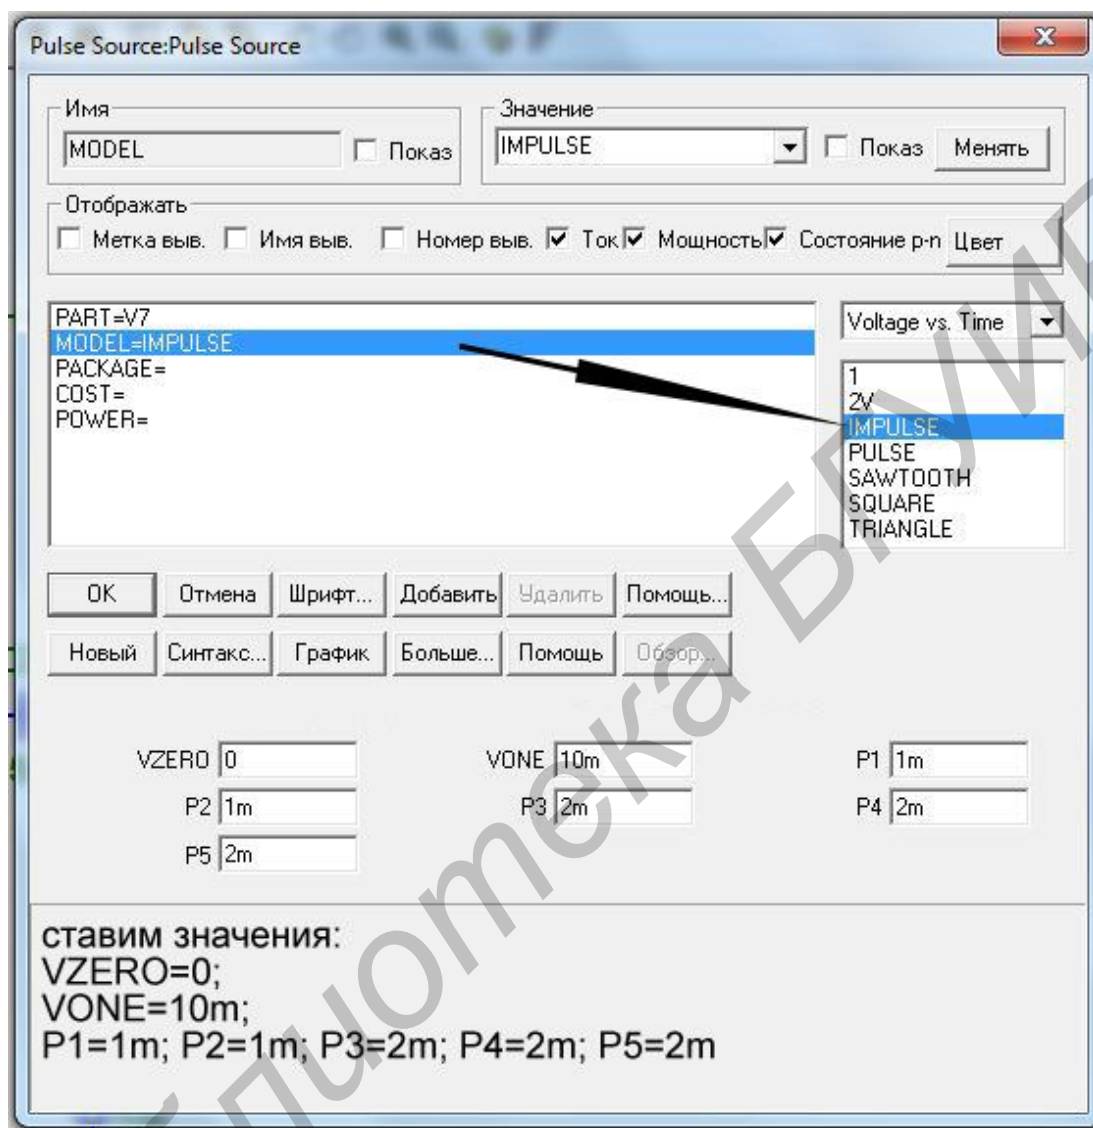 Pulse Source:Pulse Source
Имя
MODEL
Показ
Значение
IMPULSE
Показ
Менять
Отображать
Метка выв. Имя выв. Номер выв. Ток Мощность Состояние p-n Цвет
PART=V7
MODEL=IMPULSE
PACKAGE=
COST=
POWER=
Voltage vs. Time
1
2V
IMPULSE
PULSE
SAWTOOTH
SQUARE
TRIANGLE
OK Отмена Шрифт... Добавить Удалить Помощь...
Новый Синтакс... График Больше... Помощь Обзор...
VZERO 0 VONE 10m P1 1m
P2 1m P3 2m P4 2m
P5 2m
ставим значения:
VZERO=0;
VONE=10m;
P1=1m; P2=1m; P3=2m; P4=2m; P5=2m